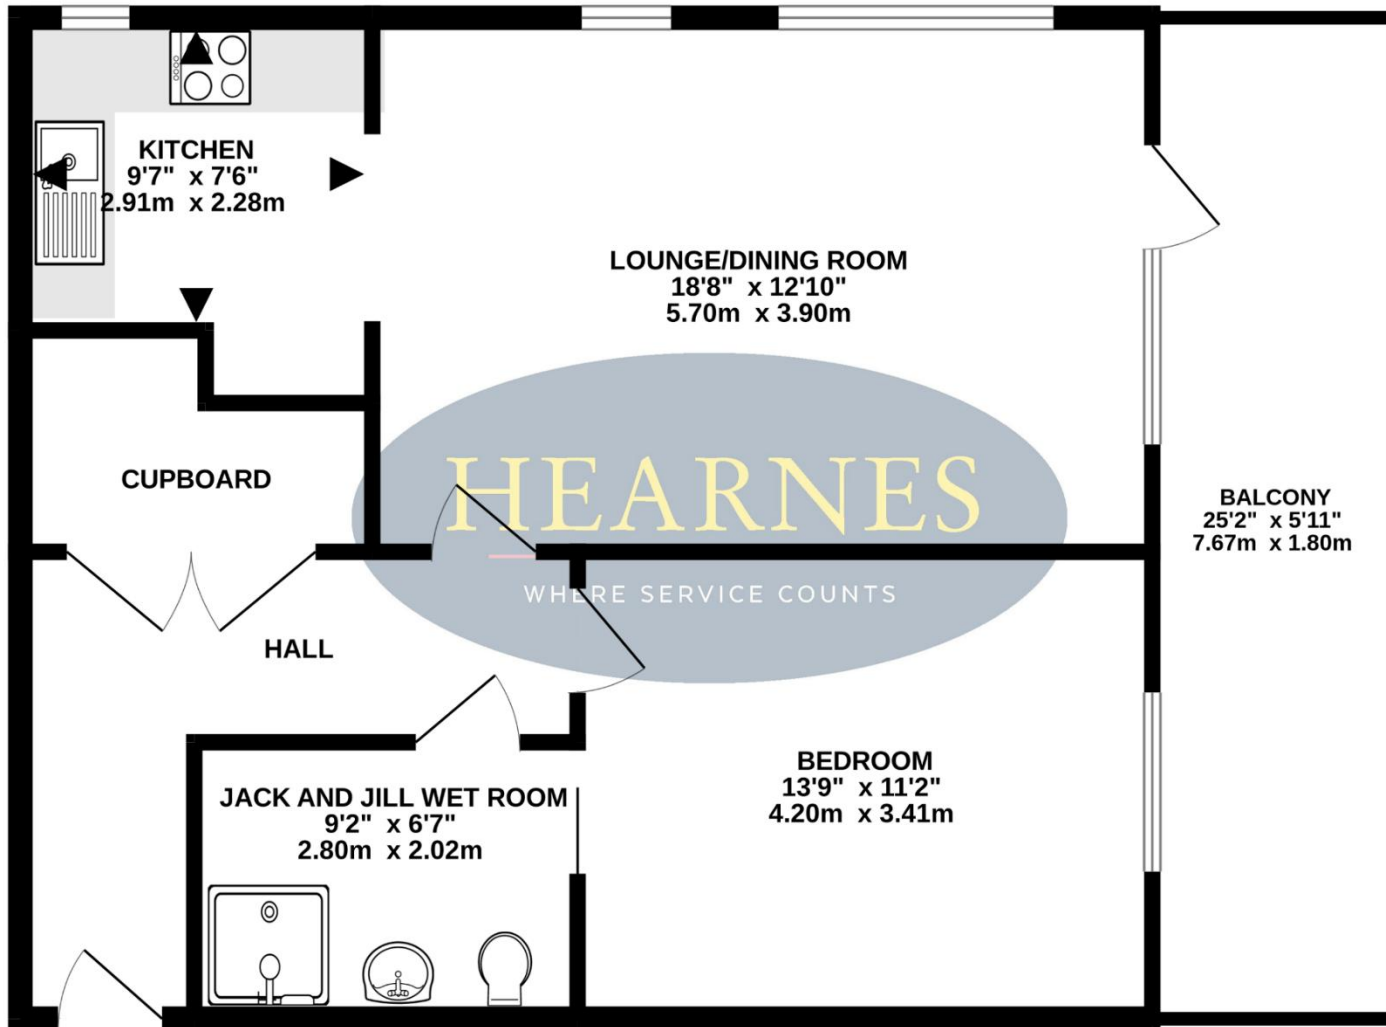 KITCHEN
9'7" x 7'6"
2.91m x 2.28m
LOUNGE/DINING ROOM
18'8" x 12'10"
5.70m x 3.90m
CUPBOARD
HEARNES
WHERE SERVICE COUNTS
BALCONY
25'2" x 5'11"
7.67m x 1.80m
HALL
BEDROOM
13'9" x 11'2"
4.20m x 3.41m
JACK AND JILL WET ROOM
9'2" x 6'7"
2.80m x 2.02m